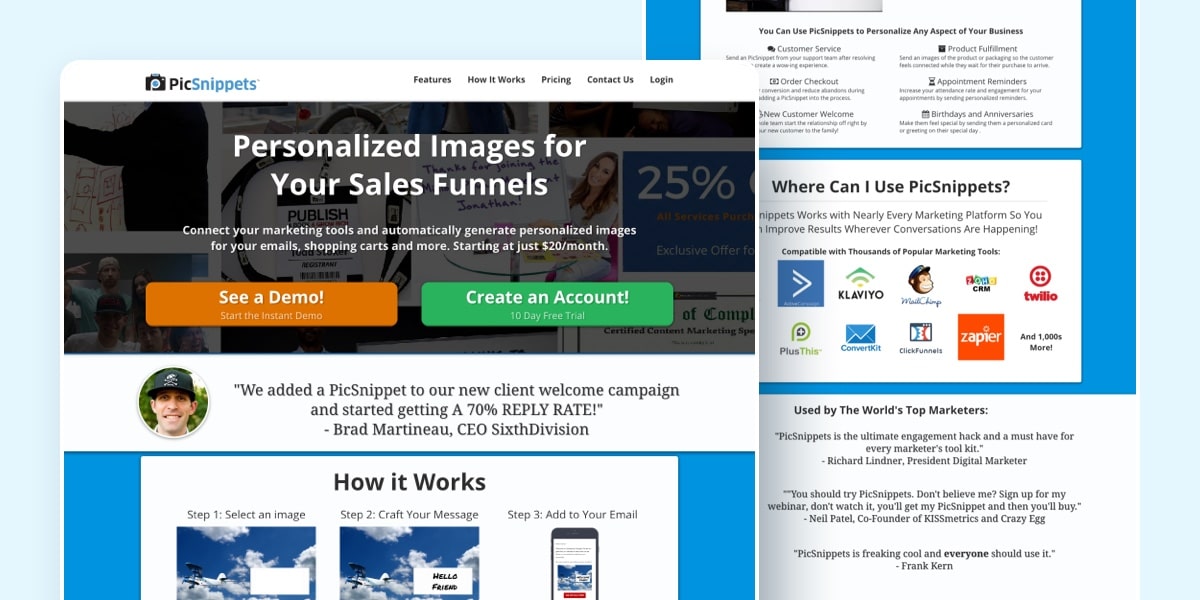 PicSnippets
Features How It Works Pricing Contact Us Login
Personalized Images for
Your Sales Funnels
Connect your marketing tools and automatically generate personalized images
for your emails, shopping carts and more. Starting at just $20/month.
See a Demo!
Start the Instant Demo
Create an Account!
10 Day Free Trial
PUBLISH
Todd Stoker
REGISTRANT
Thanks for joining the
Jonathan!
25%
All Services Purch
Exclusive Offer fo
of Compl
Certified Content Marketing Spe
"We added a PicSnippet to our new client welcome campaign
and started getting A 70% REPLY RATE!"
- Brad Martineau, CEO SixthDivision
How it Works
Step 1: Select an image
Step 2: Craft Your Message
Step 3: Add to Your Email
HELLO
FRIEND
You Can Use PicSnippets to Personalize Any Aspect of Your Business
Customer Service
Send an PicSnippet from your support team after resolving
create a wow-ing experience.
Product Fulfillment
Send an images of the product or packaging so the customer
feels connected while they wait for their purchase to arrive.
Order Checkout
conversion and reduce abandons during
adding a PicSnippet into the process.
Appointment Reminders
Increase your attendance rate and engagement for your
appointments by sending personalized reminders.
New Customer Welcome
ole team start the relationship off right by
our new customer to the family!
Birthdays and Anniversaries
Make them feel special by sending them a personalized card
or greeting on their special day .
Where Can I Use PicSnippets?
nippets Works with Nearly Every Marketing Platform So You
Improve Results Wherever Conversations Are Happening!
Compatible with Thousands of Popular Marketing Tools:
ActiveCampaign
KLAVIYO
MailChimp
ZOHO
CRM
twilio
PlusThis
ConvertKit
ClickFunnels
zapier
And 1,000s
More!
Used by The World's Top Marketers:
"PicSnippets is the ultimate engagement hack and a must have for
every marketer's tool kit."
- Richard Lindner, President Digital Marketer
""You should try PicSnippets. Don't believe me? Sign up for my
webinar, don't watch it, you'll get my PicSnippet and then you'll buy."
- Neil Patel, Co-Founder of KISSmetrics and Crazy Egg
"PicSnippets is freaking cool and everyone should use it."
- Frank Kern